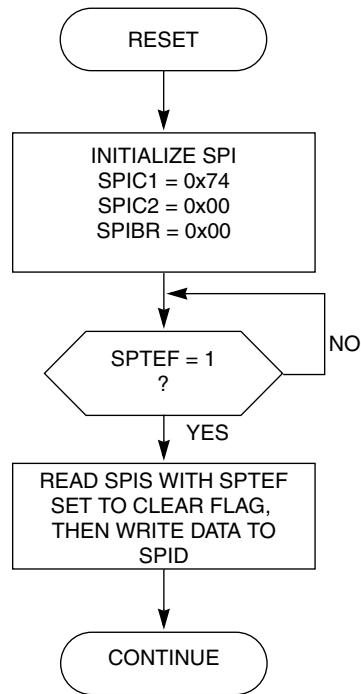 RESET
INITIALIZE SPI
SPIC1 = 0x74
SPIC2 = 0x00
SPIBR = 0x00
SPTEF = 1
?
NO
YES
READ SPIS WITH SPTEF
SET TO CLEAR FLAG,
THEN WRITE DATA TO
SPID
CONTINUE